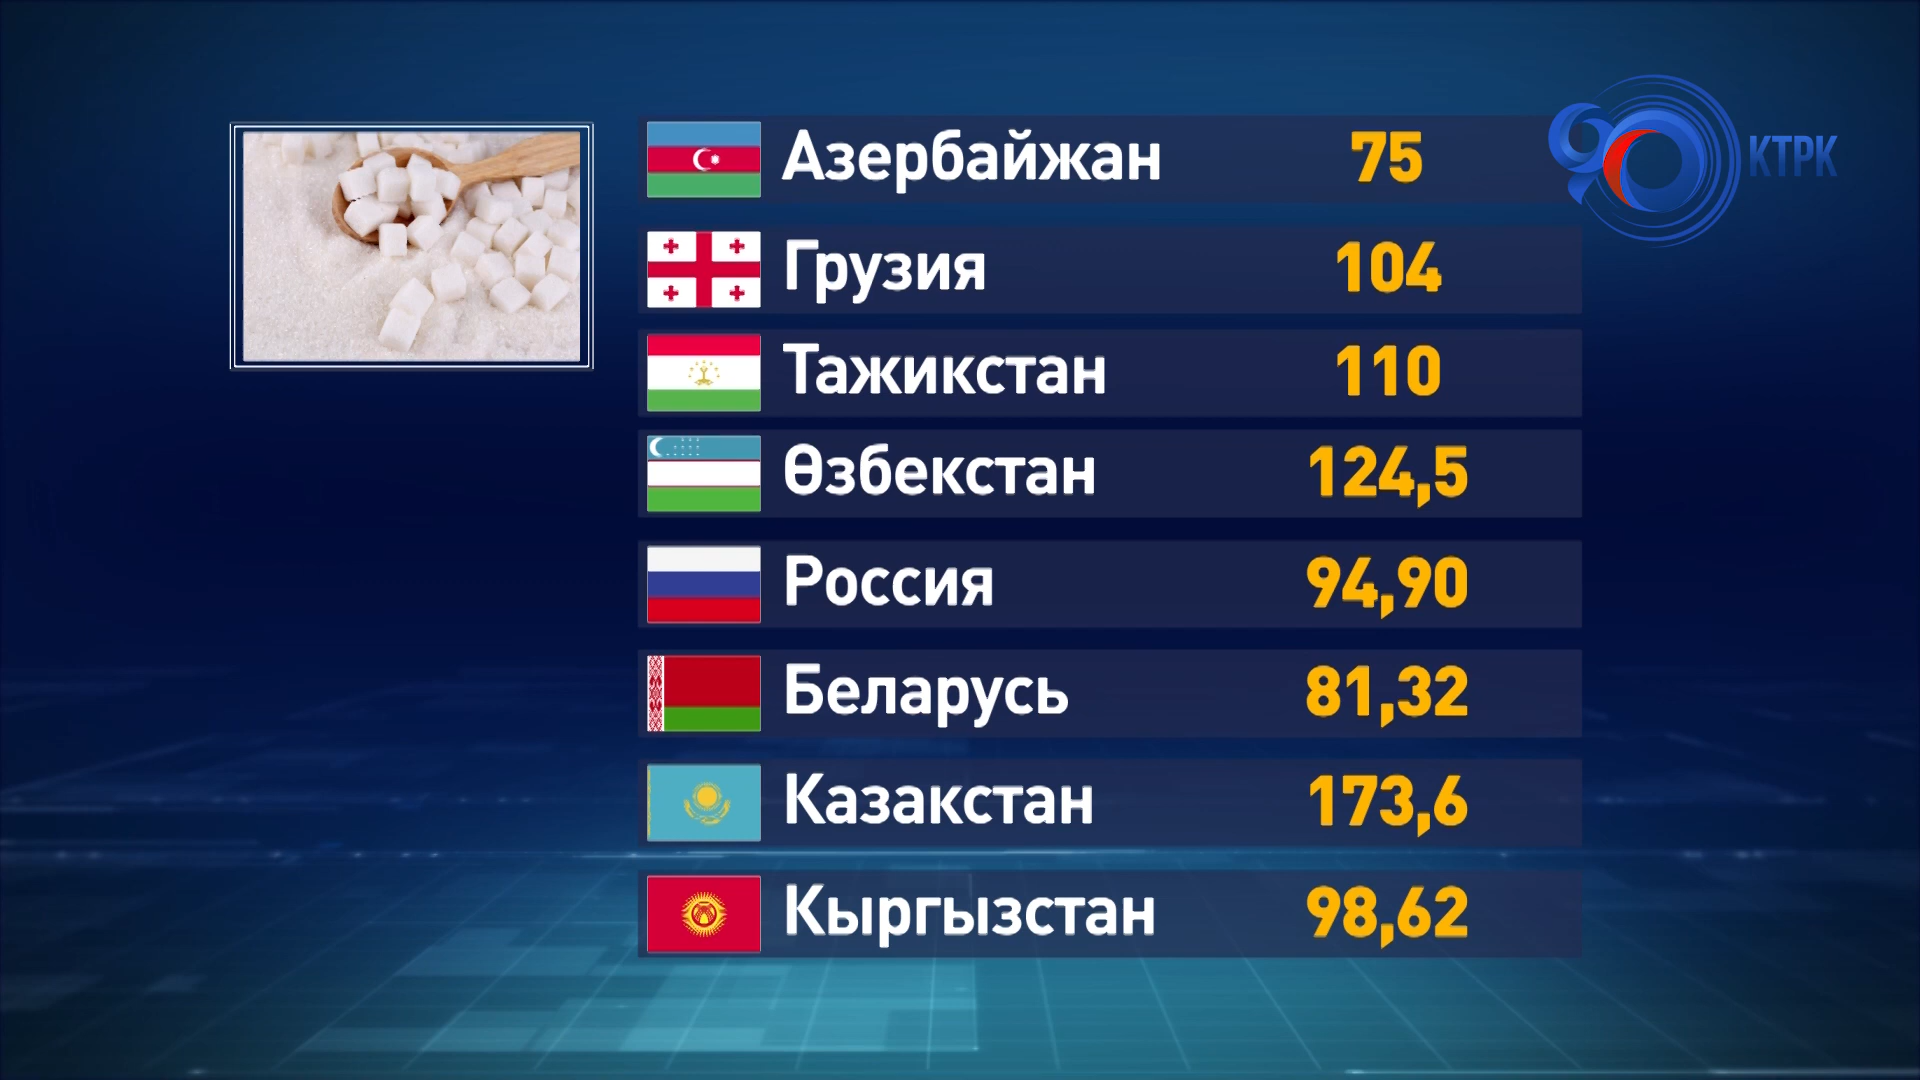 Азербайжан 75
Грузия 104
Тажикстан 110
Өзбекстан 124,5
Россия 94,90
Беларусь 81,32
Казакстан 173,6
Кыргызстан 98,62
90 КТРК